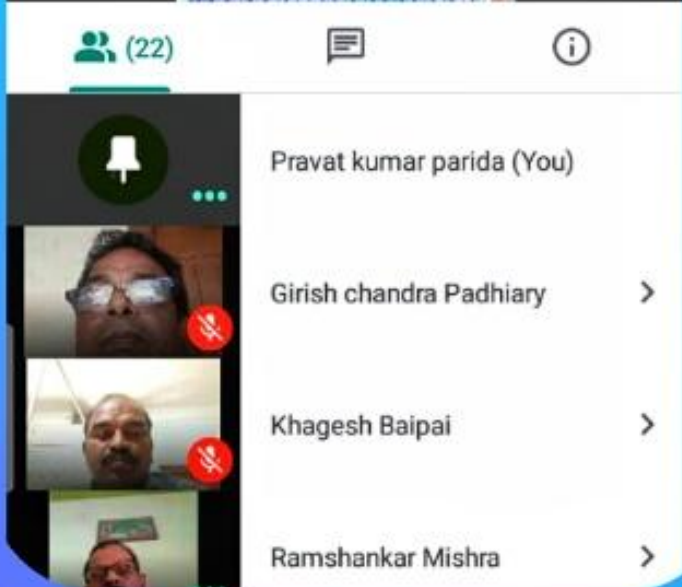 (22)
Pravat kumar parida (You)
Girish chandra Padhiary
Khagesh Baipai
Ramshankar Mishra